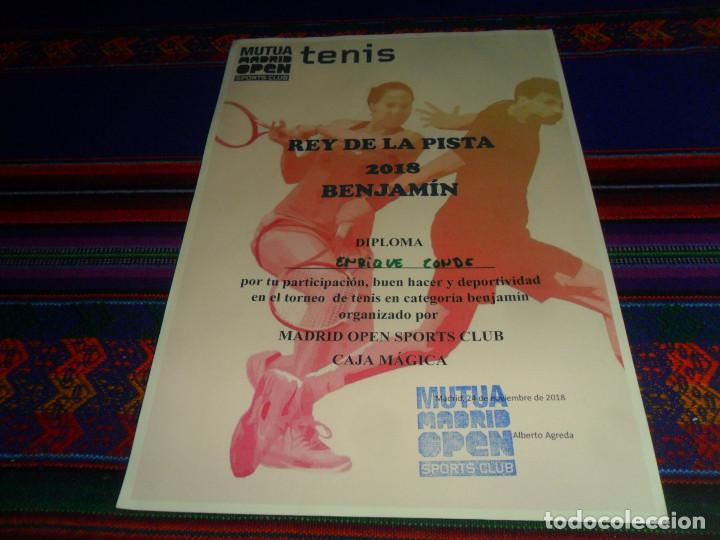 MUTUA
MADRID
OPEN
SPORTS CLUB
tenis
REY DE LA PISTA
2018
BENJAMÍN
DIPLOMA
ENRIQUE CONDE
por tu participación, buen hacer y deportividad
en el torneo de tenis en categoría benjamín
organizado por
MADRID OPEN SPORTS CLUB
CAJA MÁGICA
Madrid, 24 de noviembre de 2018
MUTUA
MADRID
OPEN
SPORTS CLUB
Alberto Agreda
todocoleccion.net